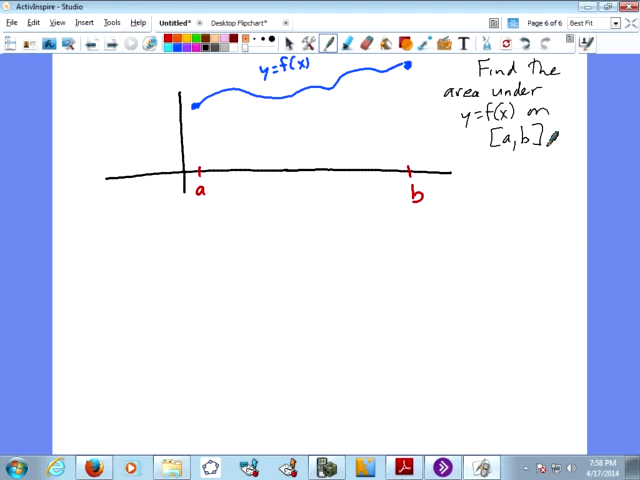 ActivInspire - Studio
File Edit View Insert Tools Help
Untitled*
Desktop Flipchart*
Page 6 of 6
Best Fit
y=f(x)
Find the
area under
y=f(x) on
[a,b]
a
b
7:58 PM
4/17/2014